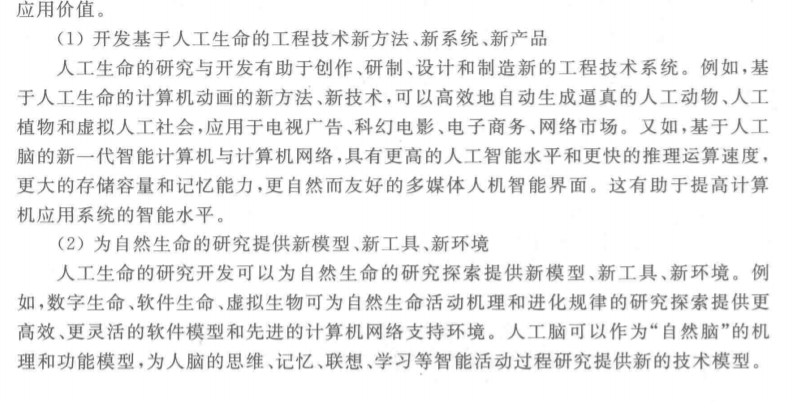 应用价值。
（1）开发基于人工生命的工程技术新方法、新系统、新产品
人工生命的研究与开发有助于创作、研制、设计和制造新的工程技术系统。例如,基
于人工生命的计算机动画的新方法、新技术,可以高效地自动生成逼真的人工动物、人工
植物和虚拟人工社会,应用于电视广告、科幻电影、电子商务、网络市场。又如,基于人工
脑的新一代智能计算机与计算机网络,具有更高的人工智能水平和更快的推理运算速度,
更大的存储容量和记忆能力,更自然而友好的多媒体人机智能界面。这有助于提高计算
机应用系统的智能水平。
（2）为自然生命的研究提供新模型、新工具、新环境
人工生命的研究开发可以为自然生命的研究探索提供新模型、新工具、新环境。例
如,数字生命、软件生命、虚拟生物可为自然生命活动机理和进化规律的研究探索提供更
高效、更灵活的软件模型和先进的计算机网络支持环境。人工脑可以作为“自然脑”的机
理和功能模型,为人脑的思维、记忆、联想、学习等智能活动过程研究提供新的技术模型。